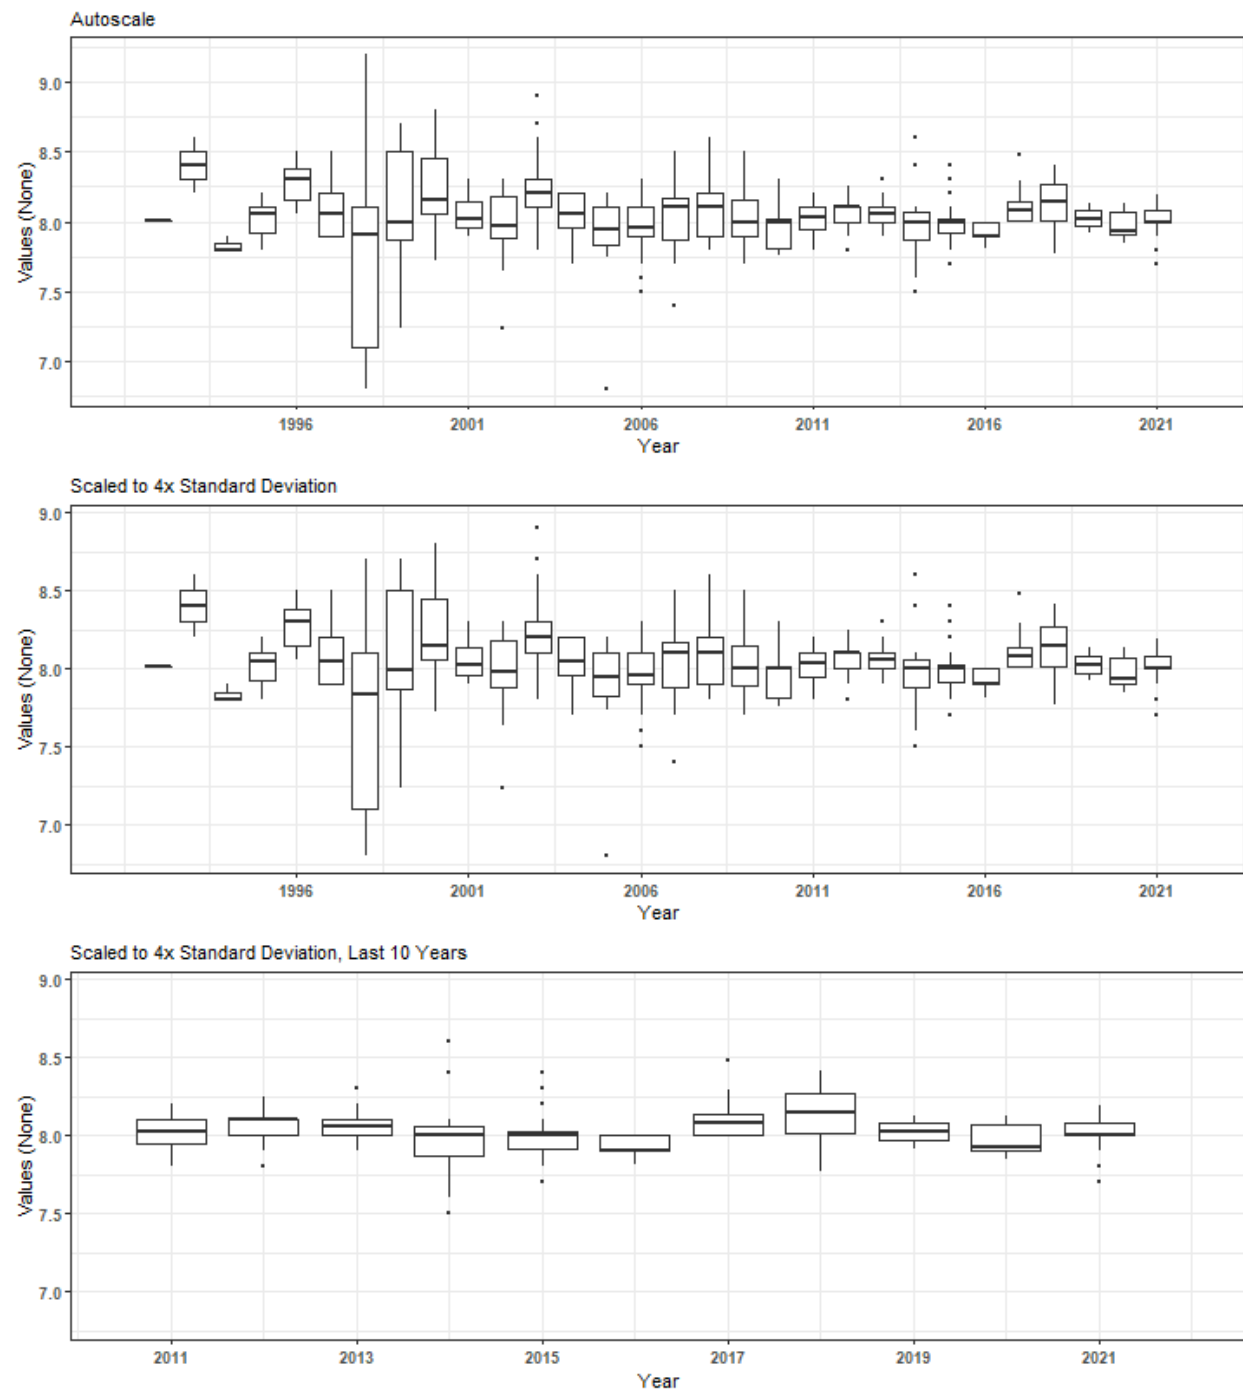 Autoscale
9.0
8.5
8.0
7.5
7.0
Values (None)
1996 2001 2006 2011 2016 2021
Year
Scaled to 4x Standard Deviation
9.0
8.5
8.0
7.5
7.0
Values (None)
1996 2001 2006 2011 2016 2021
Year
Scaled to 4x Standard Deviation, Last 10 Years
9.0
8.5
8.0
7.5
7.0
Values (None)
2011 2013 2015 2017 2019 2021
Year